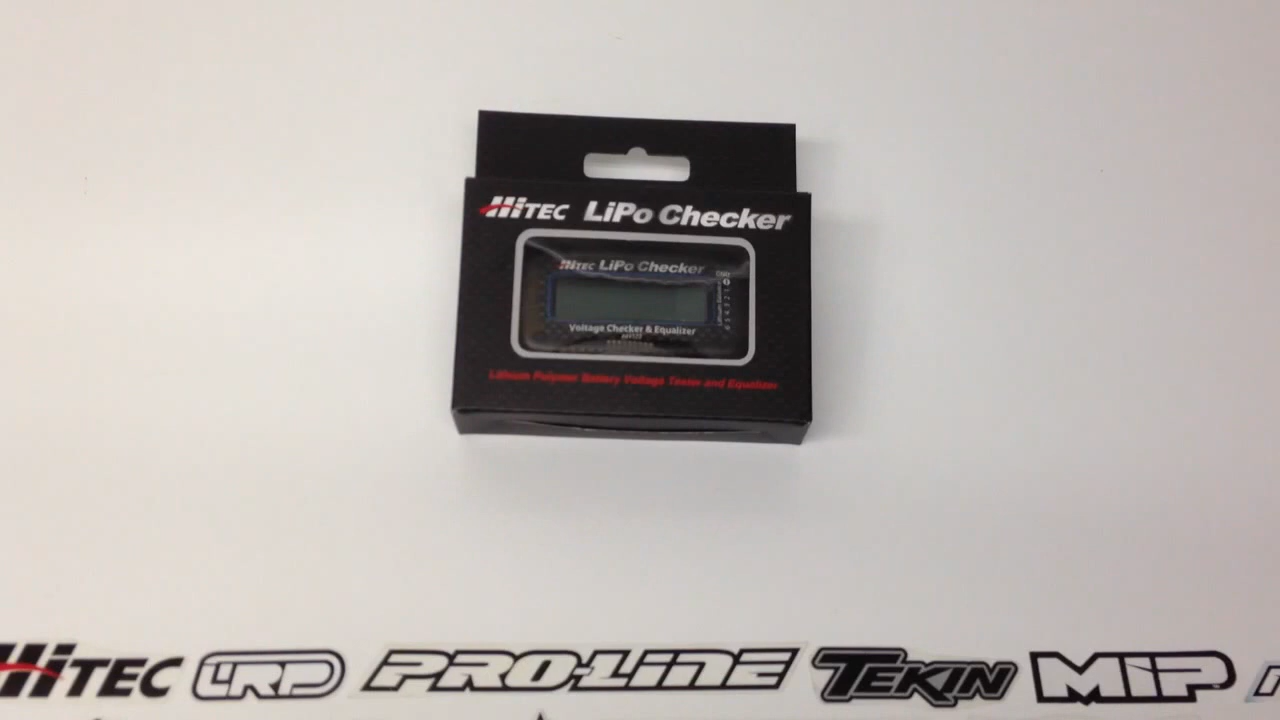 HiTEC LiPo Checker
HiTEC LiPo Checker
Voltage Checker & Equalizer
Lithium Polymer Battery Voltage Tester and Equalizer
HiTEC LRP PRO-LINE TEKIN MIP